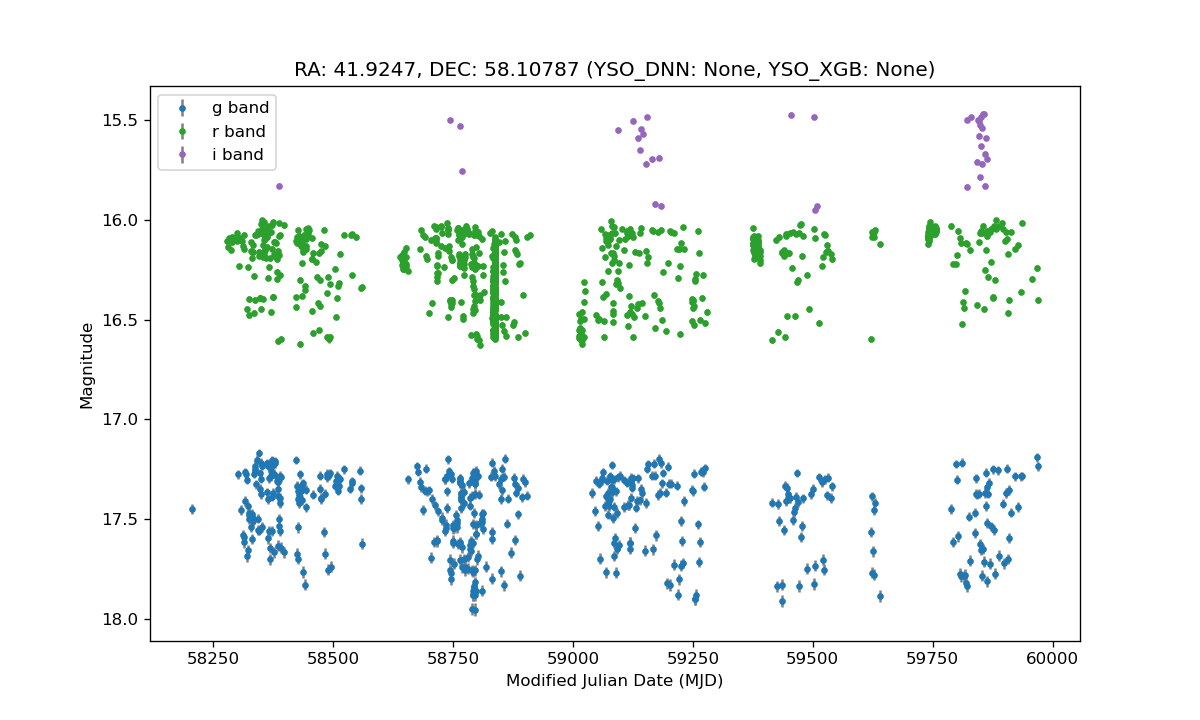 RA: 41.9247, DEC: 58.10787 (YSO_DNN: None, YSO_XGB: None)
g band
r band
i band
15.5
16.0
16.5
17.0
17.5
18.0
Magnitude
58250 58500 58750 59000 59250 59500 59750 60000
Modified Julian Date (MJD)